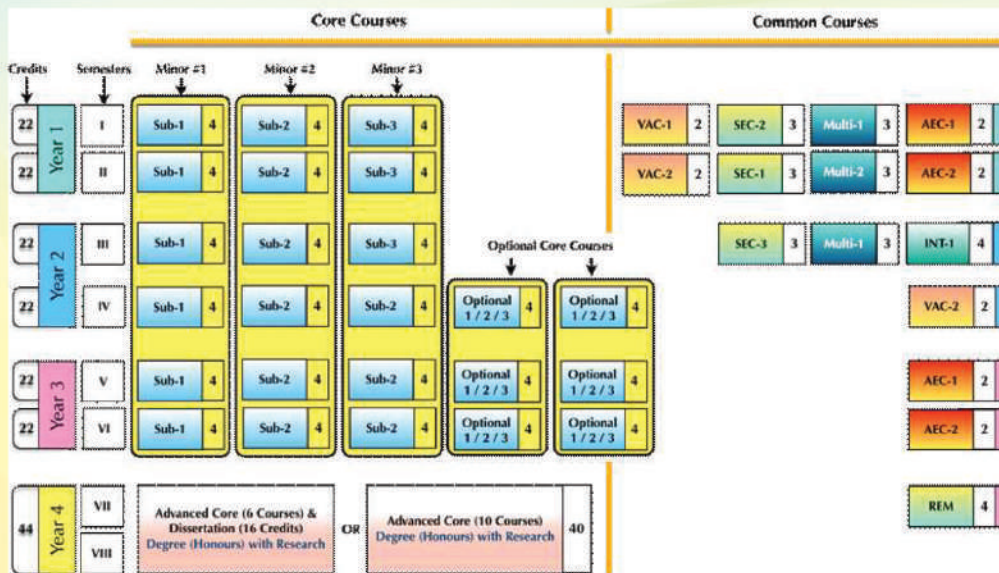 Core Courses
Common Courses
Credits Semesters Minor #1 Minor #2 Minor #3
22 Year 1 I Sub-1 4 Sub-2 4 Sub-3 4 VAC-1 2 SEC-2 3 Multi-1 3 AEC-1 2
22 II Sub-1 4 Sub-2 4 Sub-3 4 VAC-2 2 SEC-1 3 Multi-2 3 AEC-2 2
22 Year 2 III Sub-1 4 Sub-2 4 Sub-3 4 SEC-3 3 Multi-1 3 INT-1 4
Optional Core Courses
22 IV Sub-1 4 Sub-2 4 Sub-2 4 Optional 1 / 2 / 3 4 Optional 1 / 2 / 3 4 VAC-2 2
22 Year 3 V Sub-1 4 Sub-2 4 Sub-2 4 Optional 1 / 2 / 3 4 Optional 1 / 2 / 3 4 AEC-1 2
22 VI Sub-1 4 Sub-2 4 Sub-2 4 Optional 1 / 2 / 3 4 Optional 1 / 2 / 3 4 AEC-2 2
44 Year 4 VII VIII
Advanced Core (6 Courses) &
Dissertation (16 Credits)
Degree (Honours) with Research
OR
Advanced Core (10 Courses)
Degree (Honours) with Research
40
REM 4